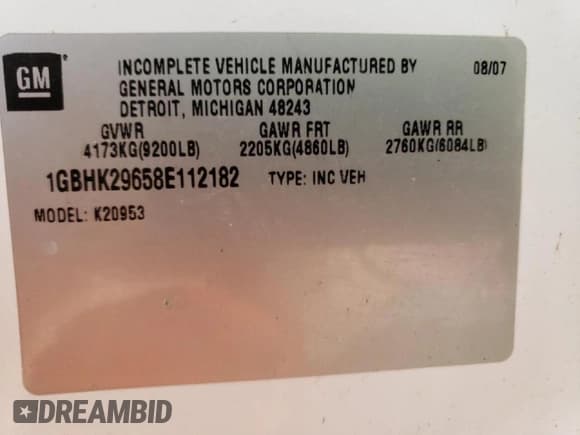 GM
INCOMPLETE VEHICLE MANUFACTURED BY 08/07
GENERAL MOTORS CORPORATION
DETROIT, MICHIGAN 48243
GVWR GAWR FRT GAWR RR
4173KG(9200LB) 2205KG(4860LB) 2760KG(6084LB)
1GBHK29658E112182 TYPE: INC VEH
MODEL: K20953
DREAMBID